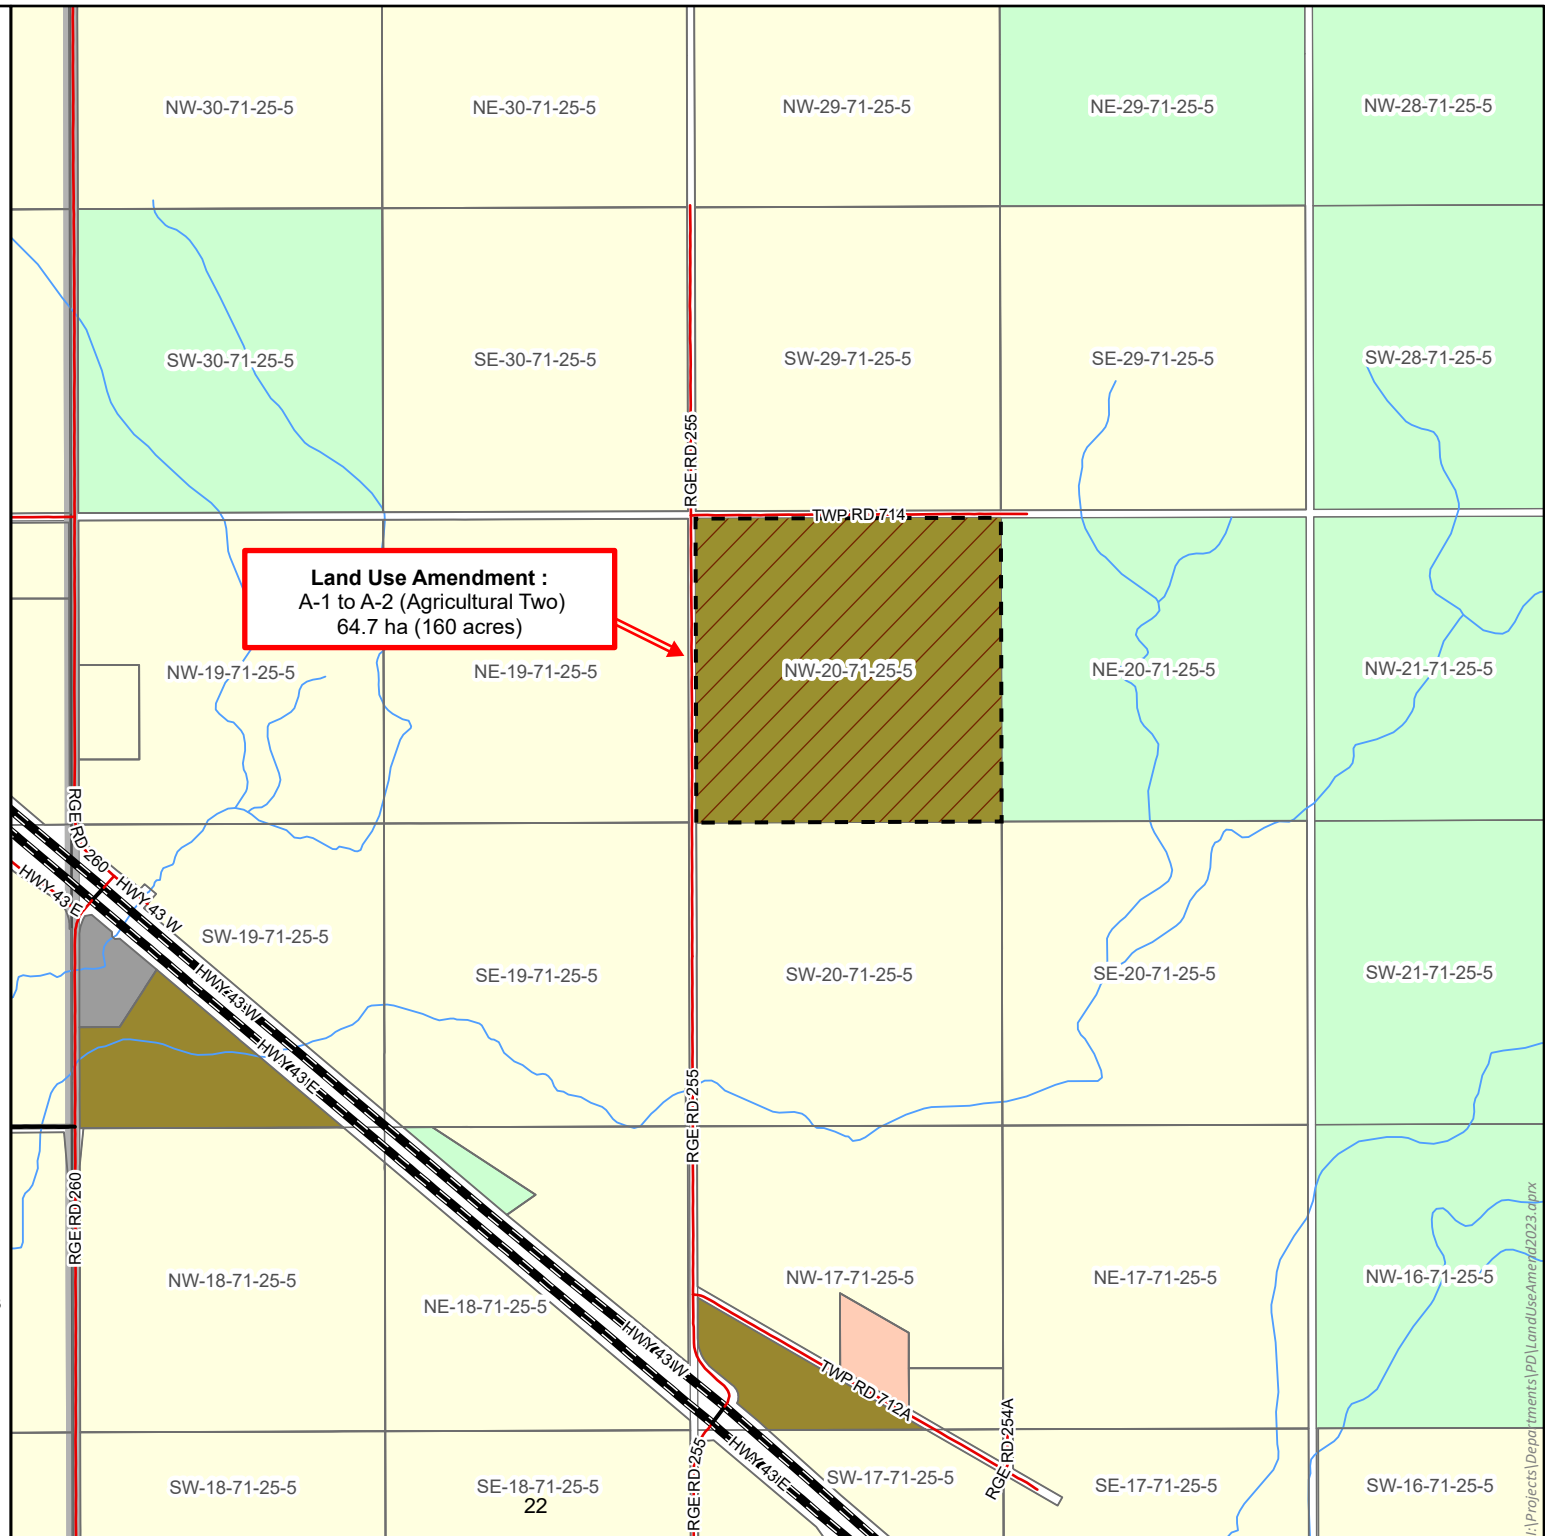 NW-30-71-25-5
NE-30-71-25-5
NW-29-71-25-5
NE-29-71-25-5
NW-28-71-25-5
SW-30-71-25-5
SE-30-71-25-5
SW-29-71-25-5
SE-29-71-25-5
SW-28-71-25-5
RGE RD 255
TWP RD 714
Land Use Amendment :
A-1 to A-2 (Agricultural Two)
64.7 ha (160 acres)
NW-19-71-25-5
NE-19-71-25-5
NW-20-71-25-5
NE-20-71-25-5
NW-21-71-25-5
RGE RD 260
HWY 43 E
HWY 43 W
SW-19-71-25-5
SE-19-71-25-5
SW-20-71-25-5
SE-20-71-25-5
SW-21-71-25-5
HWY 43 W
HWY 43 E
RGE RD 255
RGE RD 260
NW-18-71-25-5
NE-18-71-25-5
NW-17-71-25-5
NE-17-71-25-5
NW-16-71-25-5
HWY 43 W
TWP RD 712A
RGE RD 254A
RGE RD 255
HWY 43 E
SW-18-71-25-5
SE-18-71-25-5
SW-17-71-25-5
SE-17-71-25-5
SW-16-71-25-5
22
I:\Projects\Departments\PD\LandUseAmend2023.aprx